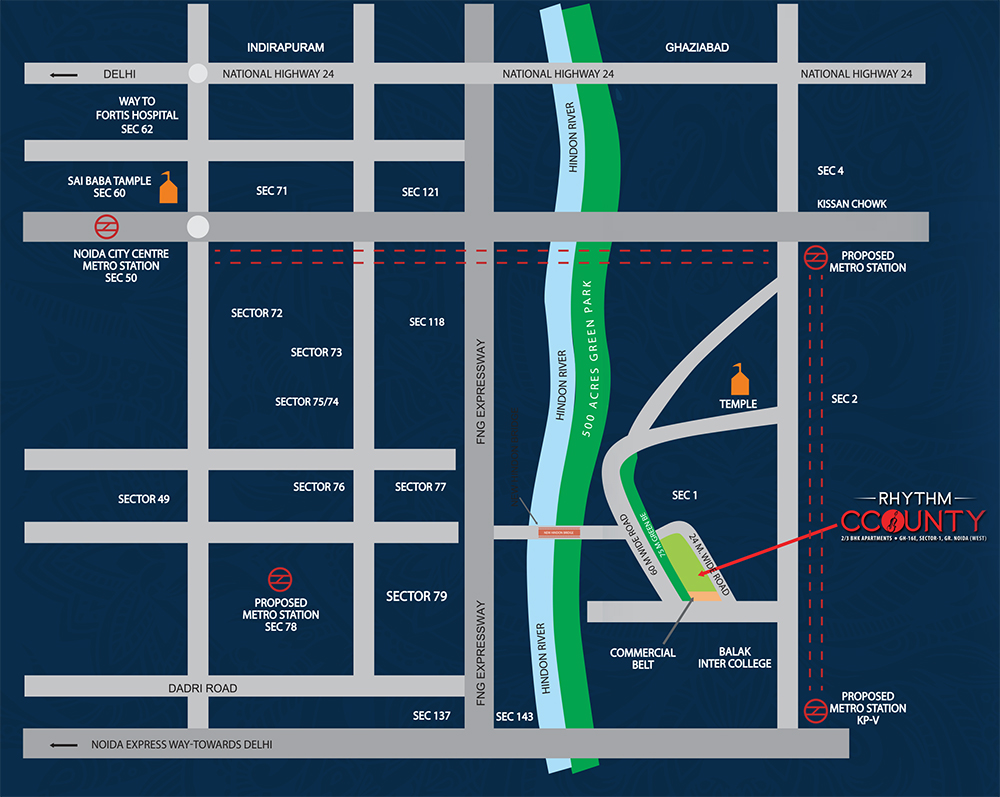 INDIRAPURAM
GHAZIABAD
DELHI
NATIONAL HIGHWAY 24
NATIONAL HIGHWAY 24
NATIONAL HIGHWAY 24
WAY TO
FORTIS HOSPITAL
SEC 62
HINDON RIVER
SAI BABA TAMPLE
SEC 60
SEC 71
SEC 121
SEC 4
KISSAN CHOWK
NOIDA CITY CENTRE
METRO STATION
SEC 50
PROPOSED
METRO STATION
SECTOR 72
SEC 118
SECTOR 73
SECTOR 75/74
FNG EXPRESSWAY
HINDON RIVER
500 ACRES GREEN PARK
TEMPLE
SEC 2
SECTOR 49
SECTOR 76
SECTOR 77
SEC 1
RHYTHM
CCOUNTY
2/3 BHK APARTMENTS • GH-16E, SECTOR-1, GR. NOIDA (WEST)
60 M WIDE ROAD
75 M GREEN BE
24 M. WIDE ROAD
PROPOSED
METRO STATION
SEC 78
SECTOR 79
FNG EXPRESSWAY
HINDON RIVER
COMMERCIAL
BELT
BALAK
INTER COLLEGE
DADRI ROAD
SEC 137
SEC 143
PROPOSED
METRO STATION
KP-V
NOIDA EXPRESS WAY-TOWARDS DELHI